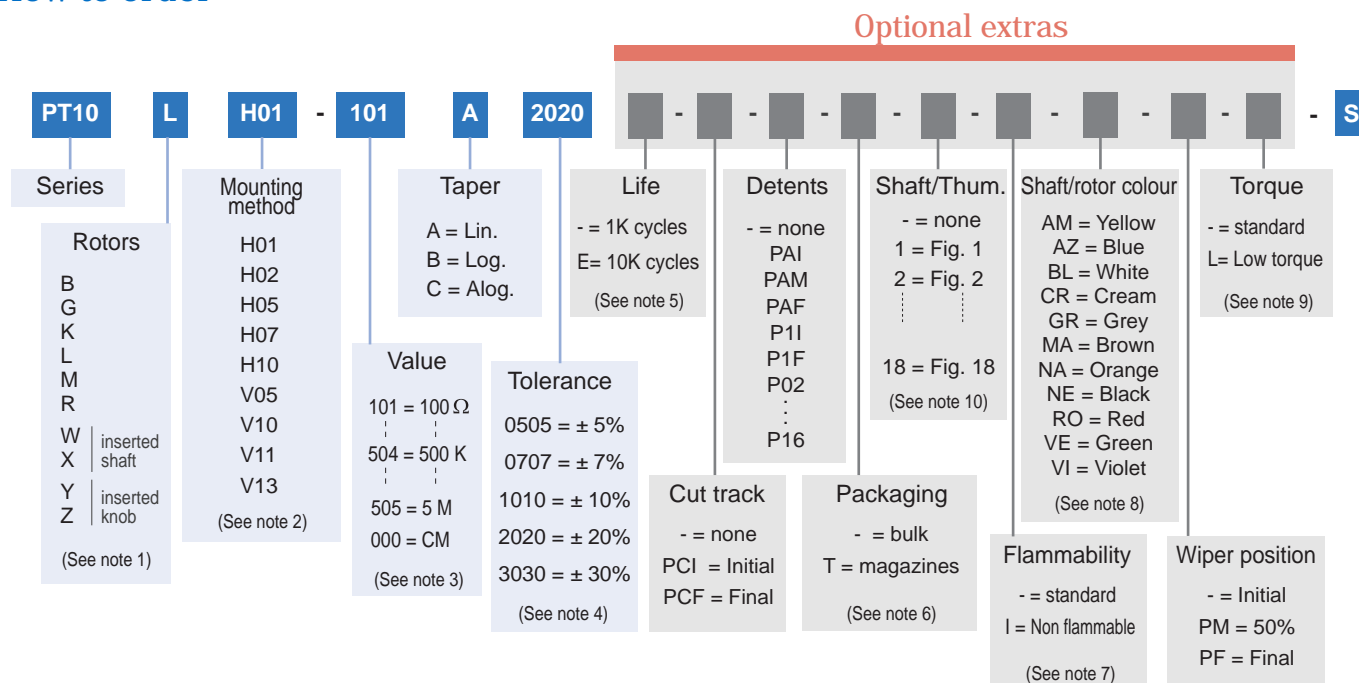 Optional extras
PT10 L H01 - 101 A 2020 - - - - - - - - - S
Series
Rotors
B
G
K
L
M
R
W
X
inserted
shaft
Y
Z
inserted
knob
(See note 1)
Mounting
method
H01
H02
H05
H07
H10
V05
V10
V11
V13
(See note 2)
Value
101 = 100 Ω
504 = 500 K
505 = 5 M
000 = CM
(See note 3)
Taper
A = Lin.
B = Log.
C = Alog.
Tolerance
0505 = ± 5%
0707 = ± 7%
1010 = ± 10%
2020 = ± 20%
3030 = ± 30%
(See note 4)
Life
- = 1K cycles
E= 10K cycles
(See note 5)
Cut track
- = none
PCI = Initial
PCF = Final
Detents
- = none
PAI
PAM
PAF
P1I
P1F
P02
:
:
P16
Packaging
- = bulk
T = magazines
(See note 6)
Shaft/Thum.
- = none
1 = Fig. 1
2 = Fig. 2
18 = Fig. 18
(See note 10)
Flammability
- = standard
I = Non flammable
(See note 7)
Shaft/rotor colour
AM = Yellow
AZ = Blue
BL = White
CR = Cream
GR = Grey
MA = Brown
NA = Orange
NE = Black
RO = Red
VE = Green
VI = Violet
(See note 8)
Wiper position
- = Initial
PM = 50%
PF = Final
Torque
- = standard
L= Low torque
(See note 9)